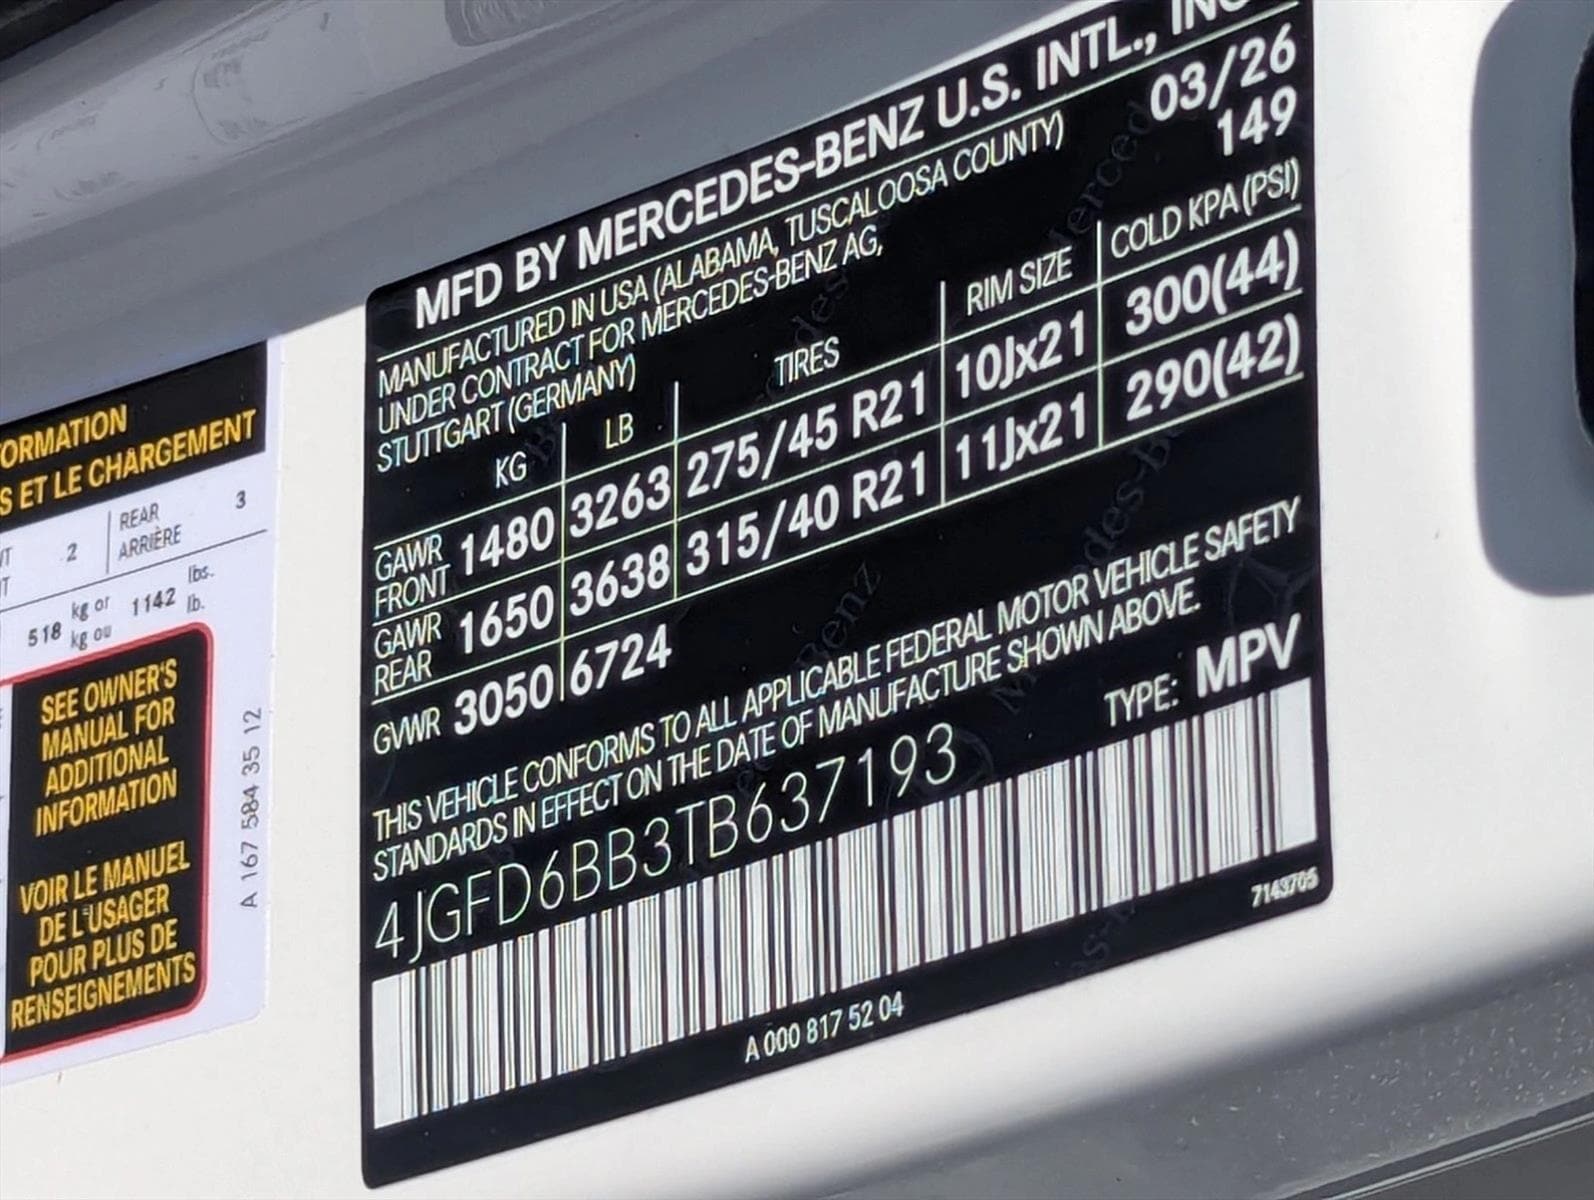 ORMATION
S ET LE CHARGEMENT
2
REAR
ARRIÈRE
3
518 kg or 1142 lbs.
kg ou lb.
SEE OWNER'S
MANUAL FOR
ADDITIONAL
INFORMATION
VOIR LE MANUEL
DE L'USAGER
POUR PLUS DE
RENSEIGNEMENTS
A 167 584 35 12
MFD BY MERCEDES-BENZ U.S. INTL., INC
MANUFACTURED IN USA (ALABAMA, TUSCALOOSA COUNTY) 03/26
UNDER CONTRACT FOR MERCEDES-BENZ AG, 149
STUTTGART (GERMANY)
KG LB TIRES RIM SIZE COLD KPA (PSI)
GAWR FRONT 1480 3263 275/45 R21 10Jx21 300(44)
GAWR REAR 1650 3638 315/40 R21 11Jx21 290(42)
GVWR 3050 6724
THIS VEHICLE CONFORMS TO ALL APPLICABLE FEDERAL MOTOR VEHICLE SAFETY
STANDARDS IN EFFECT ON THE DATE OF MANUFACTURE SHOWN ABOVE.
4JGFD6BB3TB637193 TYPE: MPV
7143705
A 000 817 52 04